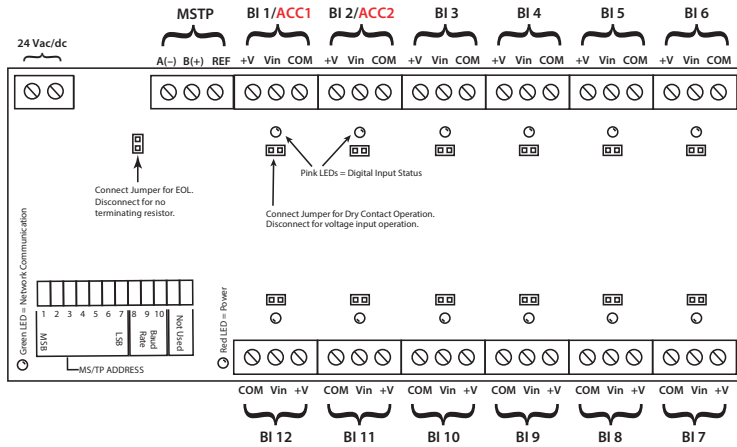 MSTP BI 1/ACC1 BI 2/ACC2 BI 3 BI 4 BI 5 BI 6
24 Vac/dc
A(–) B(+) REF +V Vin COM +V Vin COM +V Vin COM +V Vin COM +V Vin COM +V Vin COM
Pink LEDs = Digital Input Status
Connect Jumper for EOL.
Disconnect for no
terminating resistor.
Connect Jumper for Dry Contact Operation.
Disconnect for voltage input operation.
Green LED = Network Communication
1 2 3 4 5 6 7 8 9 10
MSB
LSB
Baud
Rate
Not Used
MS/TP ADDRESS
Red LED = Power
COM Vin +V COM Vin +V COM Vin +V COM Vin +V COM Vin +V COM Vin +V
BI 12 BI 11 BI 10 BI 9 BI 8 BI 7